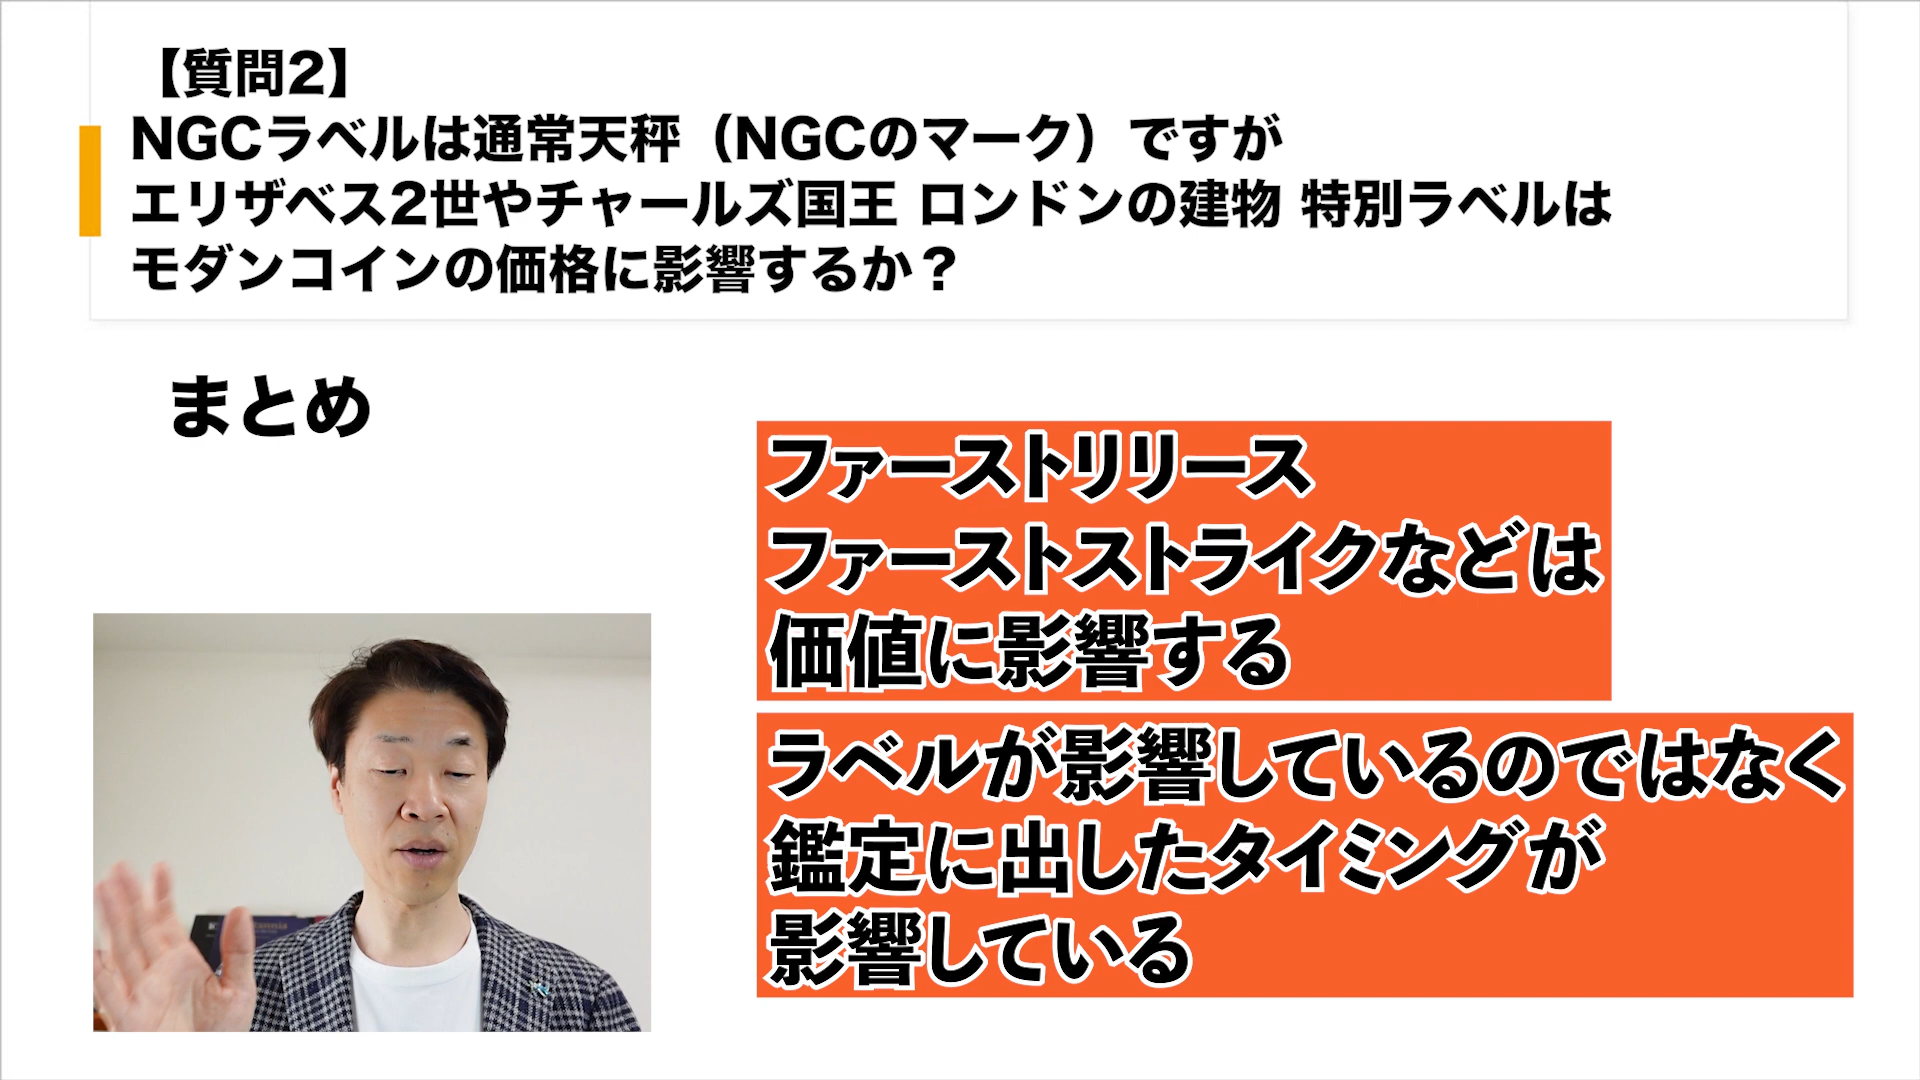 【質問2】
NGCラベルは通常天秤（NGCのマーク）ですが
エリザベス2世やチャールズ国王 ロンドンの建物 特別ラベルは
モダンコインの価格に影響するか？
まとめ
ファーストリリース
ファーストストライクなどは
価値に影響する
ラベルが影響しているのではなく
鑑定に出したタイミングが
影響している